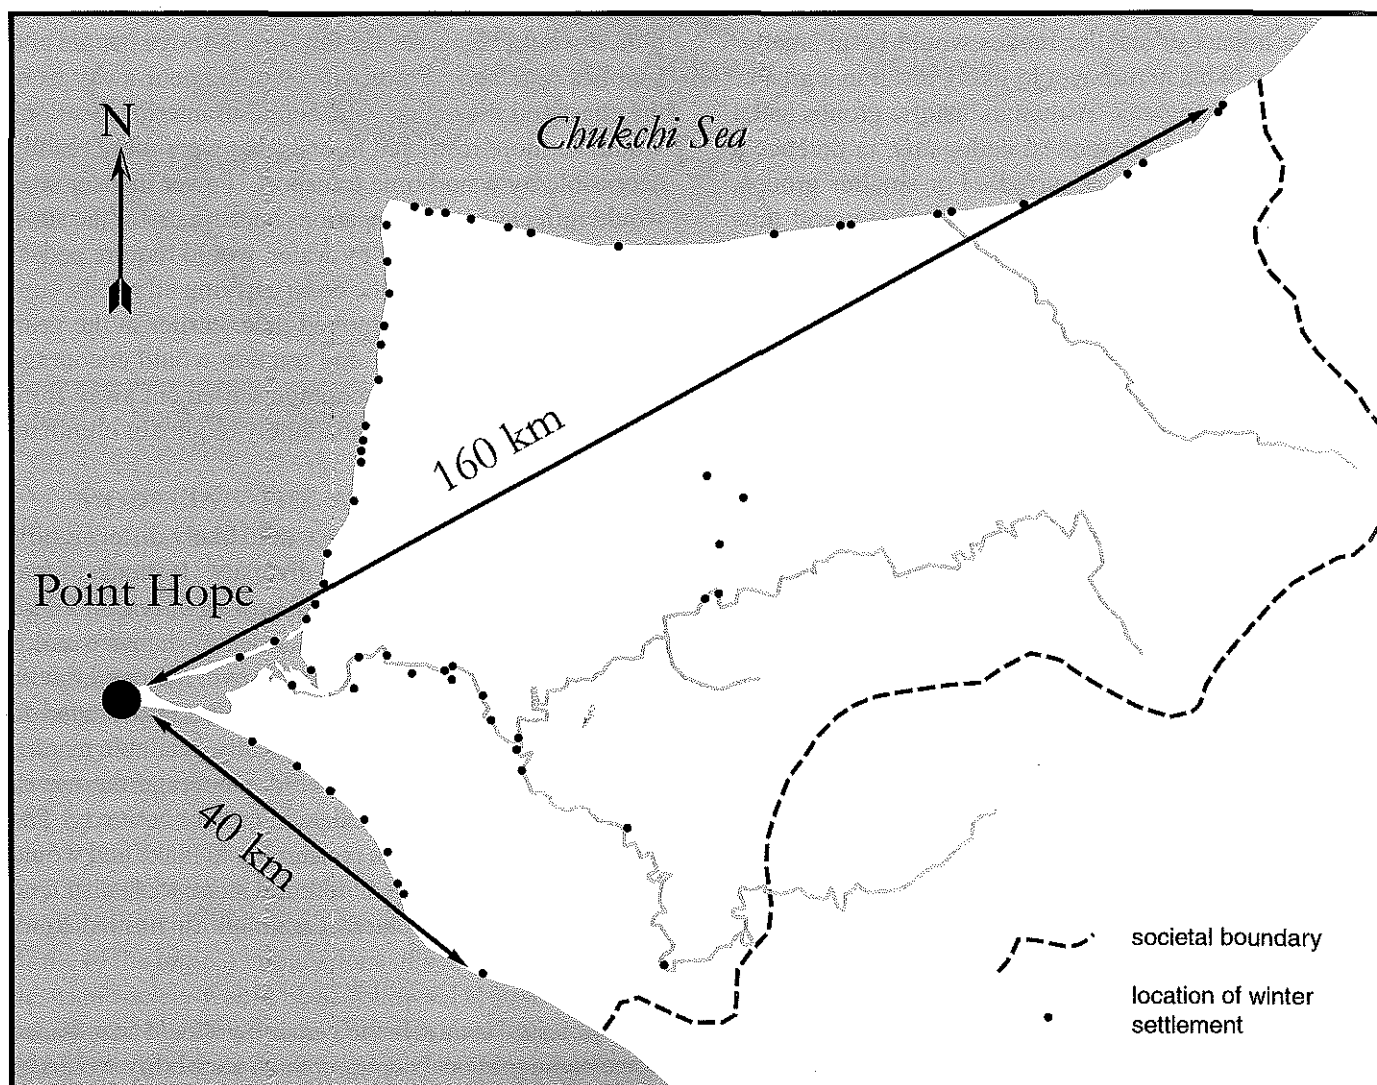 N
Chukchi Sea
160 km
Point Hope
40 km
societal boundary
location of winter
settlement